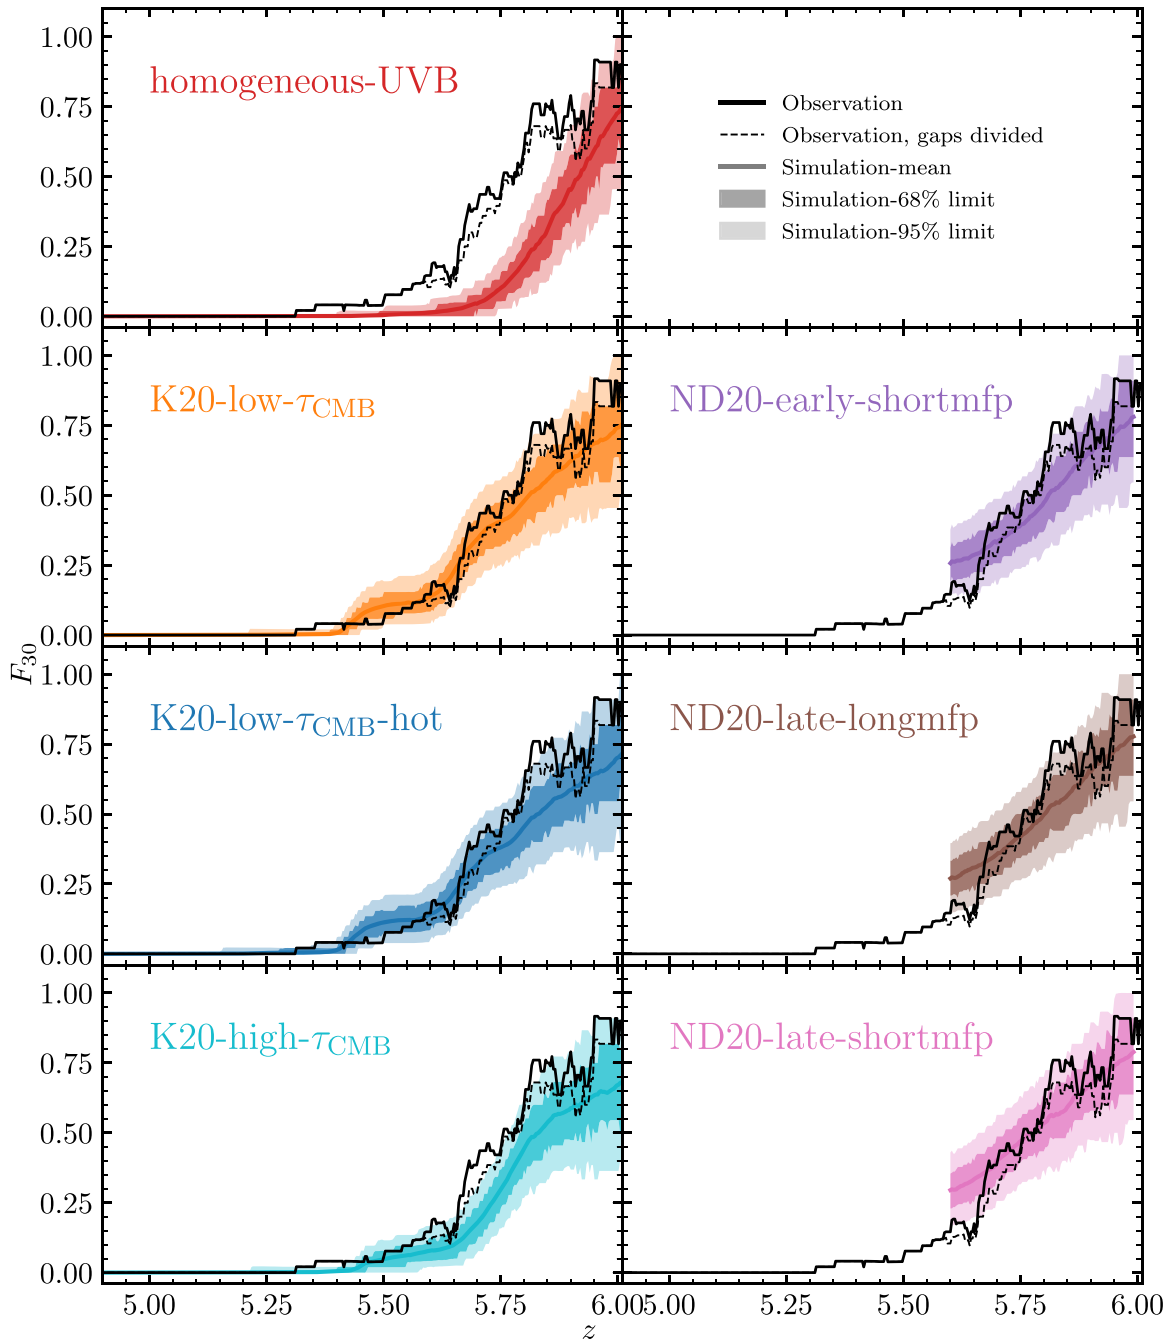 1.00
0.75
0.50
0.25
0.00
homogeneous-UVB
Observation
Observation, gaps divided
Simulation-mean
Simulation-68% limit
Simulation-95% limit
1.00
0.75
0.50
0.25
0.00
K20-low-τCMB
ND20-early-shortmfp
F30
1.00
0.75
0.50
0.25
0.00
K20-low-τCMB-hot
ND20-late-longmfp
1.00
0.75
0.50
0.25
0.00
K20-high-τCMB
ND20-late-shortmfp
5.00 5.25 5.50 5.75 6.00 5.00 5.25 5.50 5.75 6.00
z